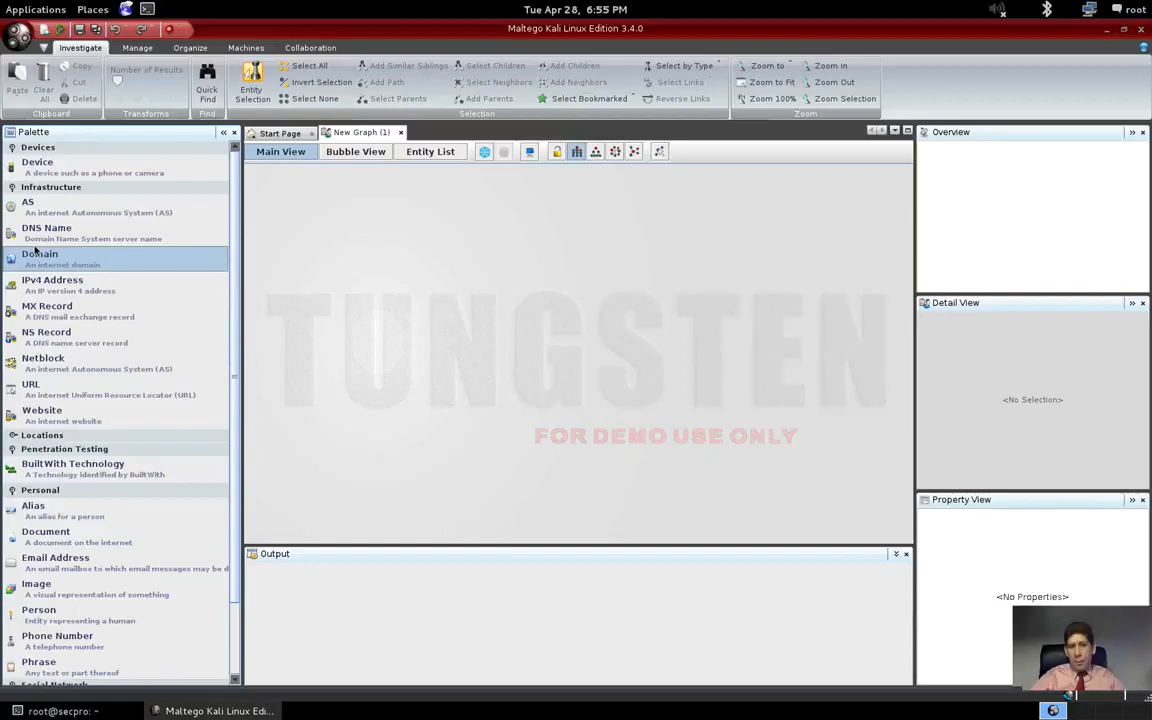 Applications Places Tue Apr 28, 6:55 PM root
Maltego Kali Linux Edition 3.4.0
Investigate Manage Organize Machines Collaboration
Paste Clear All Copy Cut Delete
Clipboard
Number of Results
Transforms
Quick Find
Find
Entity Selection
Select All Add Similar Siblings Select Children Add Children Select by Type
Invert Selection Add Path Select Neighbors Add Neighbors Select Links
Select None Select Parents Add Parents Select Bookmarked Reverse Links
Selection
Zoom to Zoom In
Zoom to Fit Zoom Out
Zoom 100% Zoom Selection
Zoom
Palette
Devices
Device
A device such as a phone or camera
Infrastructure
AS
An internet Autonomous System (AS)
DNS Name
Domain Name System server name
Domain
An internet domain
IPv4 Address
An IP version 4 address
MX Record
A DNS mail exchange record
NS Record
A DNS name server record
Netblock
An internet Autonomous System (AS)
URL
An internet Uniform Resource Locator (URL)
Website
An internet website
Locations
Penetration Testing
BuiltWith Technology
A Technology identified by BuiltWith
Personal
Alias
An alias for a person
Document
A document on the internet
Email Address
An email mailbox to which email messages may be d
Image
A visual representation of something
Person
Entity representing a human
Phone Number
A telephone number
Phrase
Any text or part thereof
Start Page New Graph (1)
Main View Bubble View Entity List
TUNGSTEN
FOR DEMO USE ONLY
Output
Overview
Detail View
<No Selection>
Property View
<No Properties>
root@secpro: ~ Maltego Kali Linux Edi...